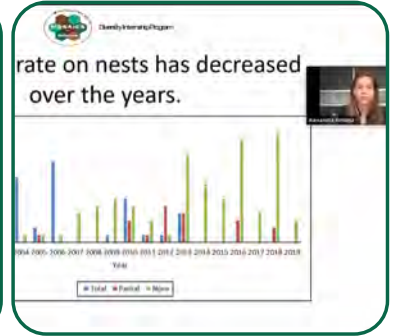 Diversity Internship Program
rate on nests has decreased
over the years.
2004 2005 2006 2007 2008 2009 2010 2011 2012 2013 2014 2015 2016 2017 2018 2019
Year
Total Partial None